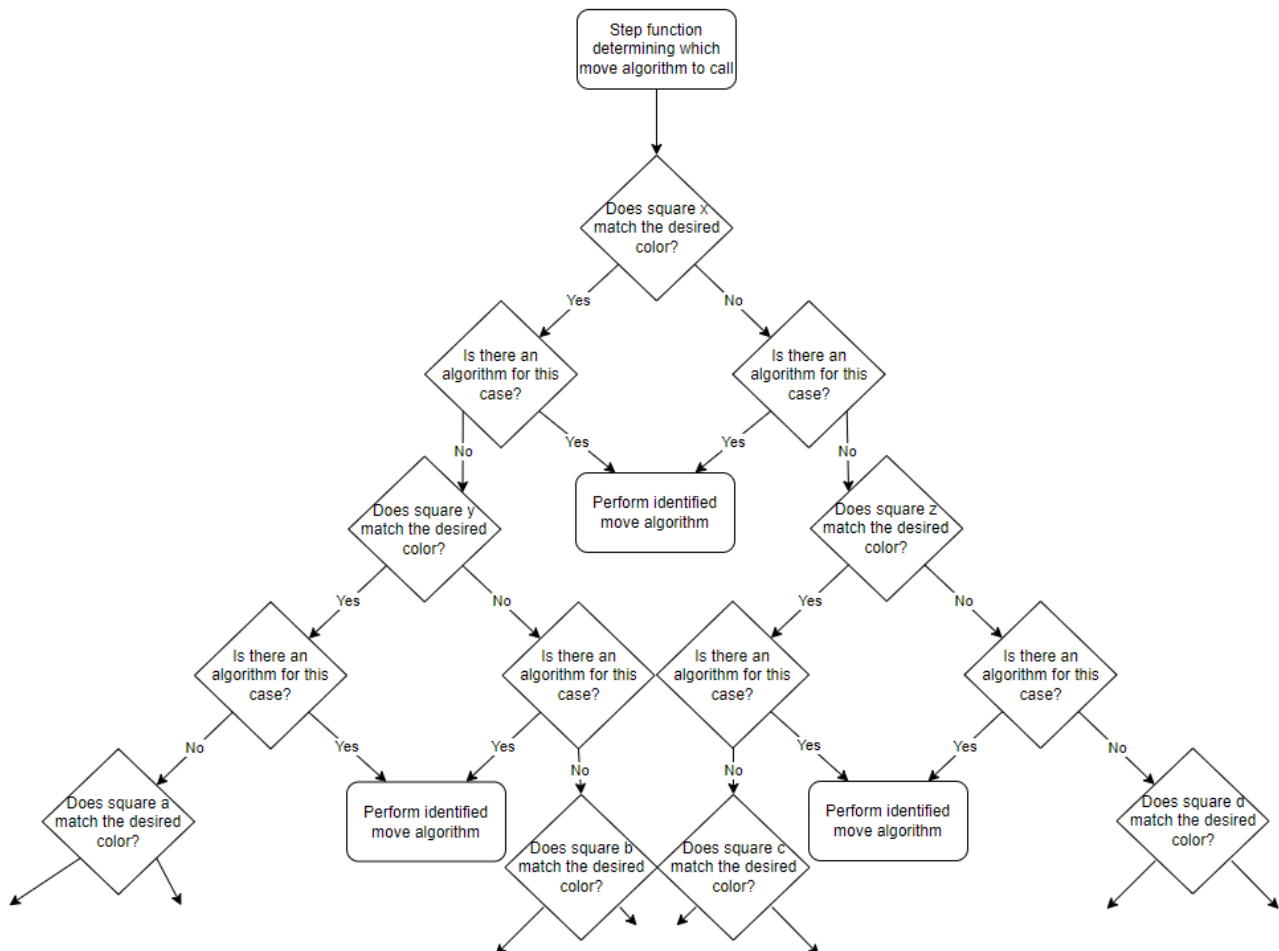 Step function
determining which
move algorithm to call
Does square x
match the desired
color?
Yes
No
Is there an
algorithm for this
case?
Is there an
algorithm for this
case?
No
Yes
Yes
No
Perform identified
move algorithm
Does square y
match the desired
color?
Does square z
match the desired
color?
Yes
No
Yes
No
Is there an
algorithm for this
case?
Is there an
algorithm for this
case?
Is there an
algorithm for this
case?
Is there an
algorithm for this
case?
No
Yes
Yes
No
No
Yes
Yes
No
Does square a
match the desired
color?
Perform identified
move algorithm
Does square b
match the desired
color?
Does square c
match the desired
color?
Perform identified
move algorithm
Does square d
match the desired
color?